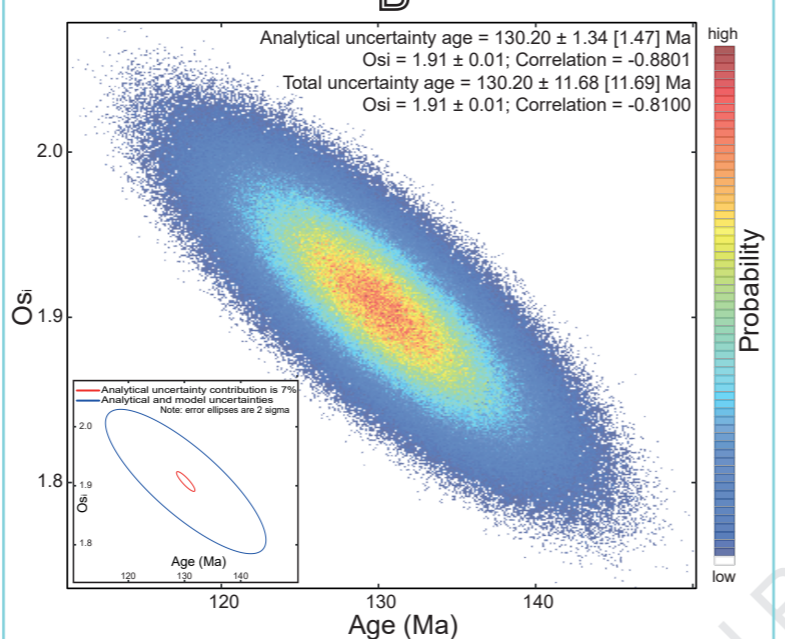 Analytical uncertainty age = 130.20 ± 1.34 [1.47] Ma
Osi = 1.91 ± 0.01; Correlation = -0.8801
Total uncertainty age = 130.20 ± 11.68 [11.69] Ma
Osi = 1.91 ± 0.01; Correlation = -0.8100
high
Probability
low
2.0
1.9
1.8
Osi
120
130
140
Age (Ma)
Analytical uncertainty contribution is 7%
Analytical and model uncertainties
Note: error ellipses are 2 sigma
2.0
1.9
1.8
Osi
Age (Ma)
120
130
140